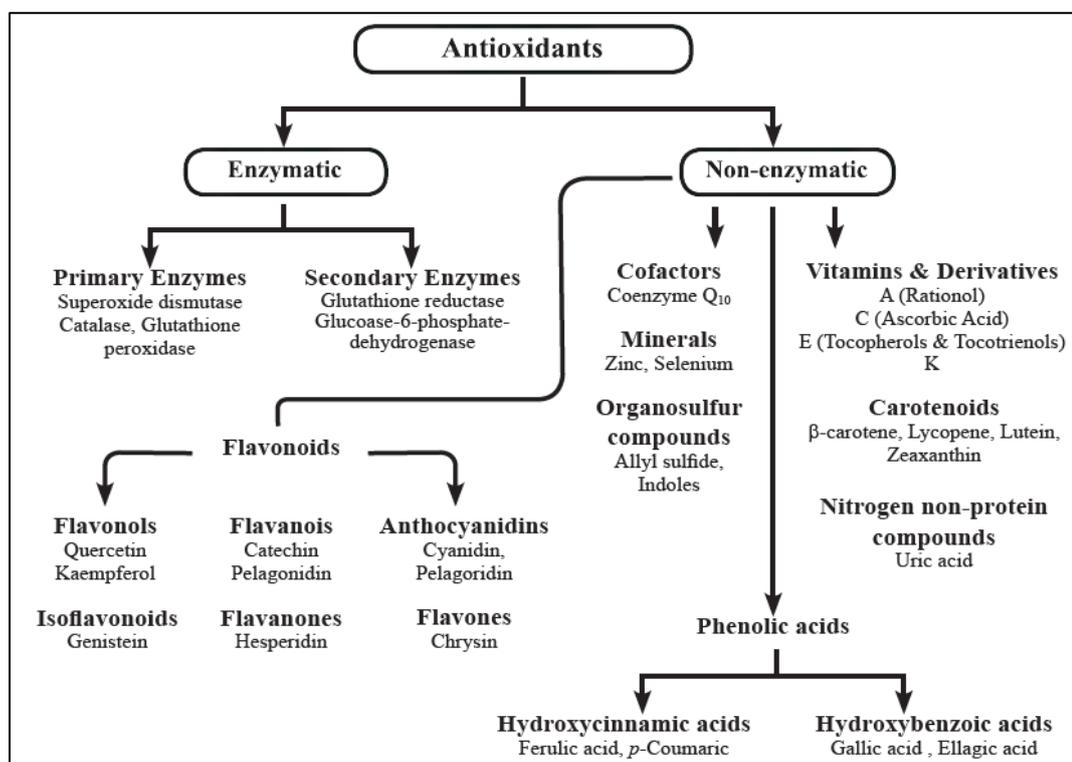 Antioxidants
Enzymatic
Non-enzymatic
Primary Enzymes
Superoxide dismutase
Catalase, Glutathione
peroxidase
Secondary Enzymes
Glutathione reductase
Glucoase-6-phosphate-
dehydrogenase
Cofactors
Coenzyme Q₁₀
Minerals
Zinc, Selenium
Organosulfur
compounds
Allyl sulfide,
Indoles
Vitamins & Derivatives
A (Rationol)
C (Ascorbic Acid)
E (Tocopherols & Tocotrienols)
K
Carotenoids
β-carotene, Lycopene, Lutein,
Zeaxanthin
Nitrogen non-protein
compounds
Uric acid
Flavonoids
Flavonols
Quercetin
Kaempferol
Flavanois
Catechin
Pelagonidin
Anthocyanidins
Cyanidin,
Pelagoridin
Isoflavonoids
Genistein
Flavanones
Hesperidin
Flavones
Chrysin
Phenolic acids
Hydroxycinnamic acids
Ferulic acid, p-Coumaric
Hydroxybenzoic acids
Gallic acid , Ellagic acid